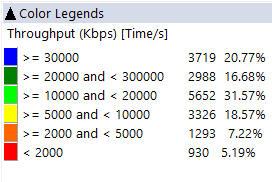 Color Legends
Throughput (Kbps) [Time/s]
>= 30000 3719 20.77%
>= 20000 and < 300000 2988 16.68%
>= 10000 and < 20000 5652 31.57%
>= 5000 and < 10000 3326 18.57%
>= 2000 and < 5000 1293 7.22%
< 2000 930 5.19%